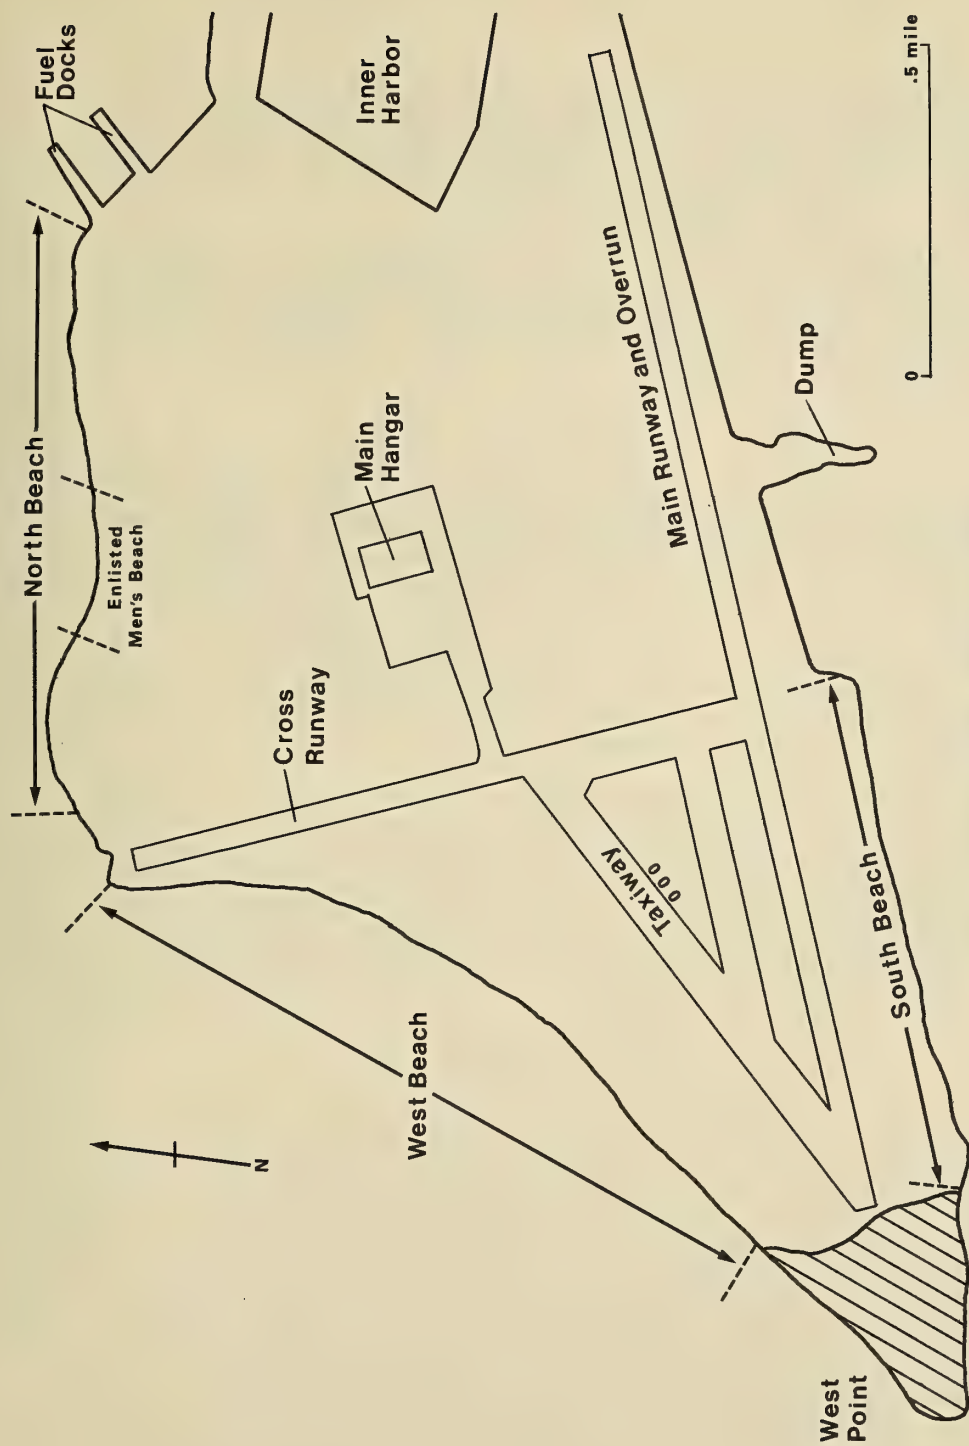 Fuel
Docks
North Beach
Enlisted
Men's Beach
Inner
Harbor
Main
Hangar
Cross
Runway
Main Runway and Overrun
Dump
0
.5 mile
Taxiway
000
West Beach
South Beach
N
West
Point